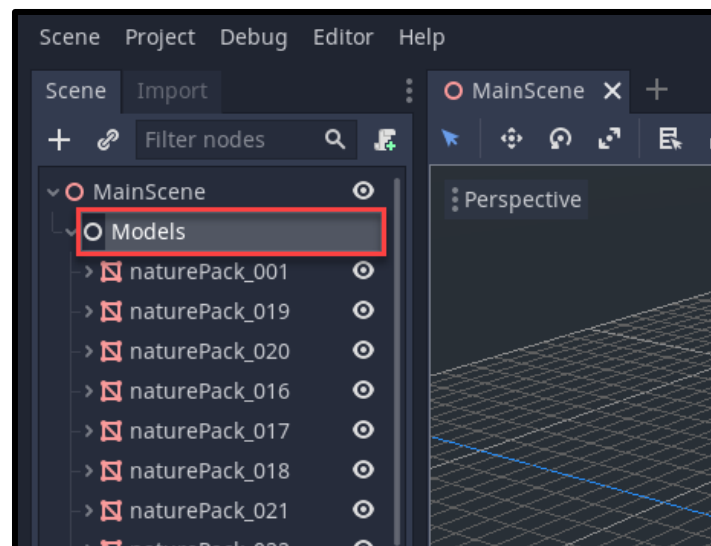 Scene Project Debug Editor Help
Scene Import
MainScene
Filter nodes
MainScene
Models
naturePack_001
naturePack_019
naturePack_020
naturePack_016
naturePack_017
naturePack_018
naturePack_021
Perspective